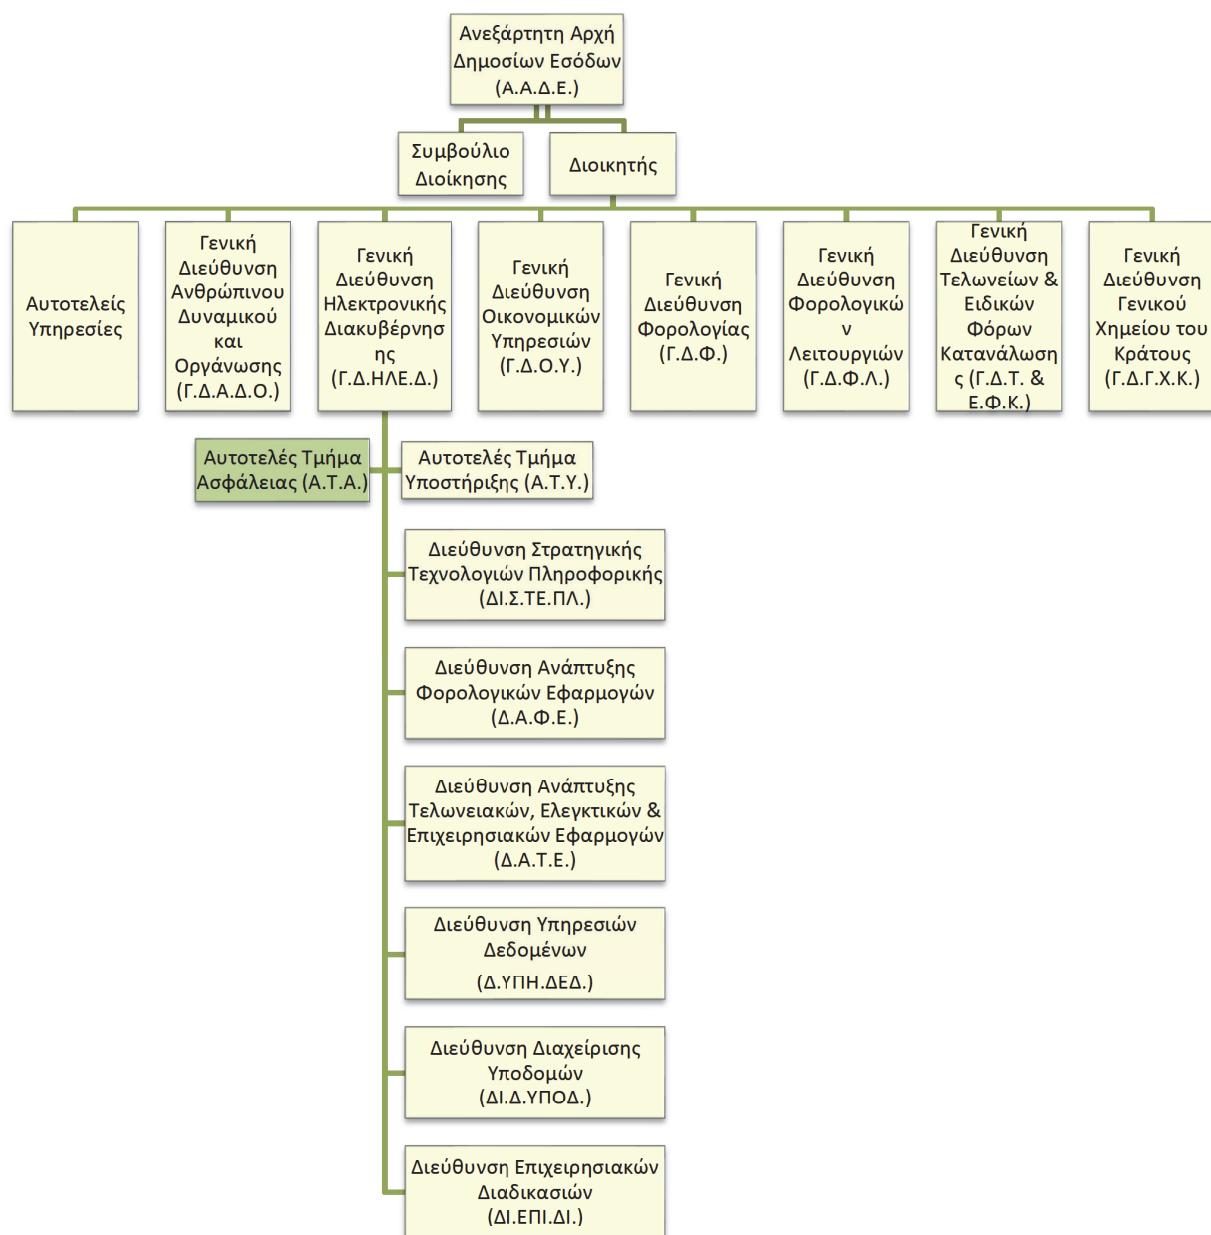 Ανεξάρτητη Αρχή
Δημοσίων Εσόδων
(Α.Α.Δ.Ε.)
Συμβούλιο
Διοίκησης
Διοικητής
Αυτοτελείς
Υπηρεσίες
Γενική
Διεύθυνση
Ανθρώπινου
Δυναμικού
και
Οργάνωσης
(Γ.Δ.Α.Δ.Ο.)
Γενική
Διεύθυνση
Ηλεκτρονικής
Διακυβέρνησ
ης
(Γ.Δ.ΗΛΕ.Δ.)
Γενική
Διεύθυνση
Οικονομικών
Υπηρεσιών
(Γ.Δ.Ο.Υ.)
Γενική
Διεύθυνση
Φορολογίας
(Γ.Δ.Φ.)
Γενική
Διεύθυνση
Φορολογικώ
ν
Λειτουργιών
(Γ.Δ.Φ.Λ.)
Γενική
Διεύθυνση
Τελωνείων &
Ειδικών
Φόρων
Κατανάλωση
ς (Γ.Δ.Τ. &
Ε.Φ.Κ.)
Γενική
Διεύθυνση
Γενικού
Χημείου του
Κράτους
(Γ.Δ.Γ.Χ.Κ.)
Αυτοτελές Τμήμα
Ασφάλειας (Α.Τ.Α.)
Αυτοτελές Τμήμα
Υποστήριξης (Α.Τ.Υ.)
Διεύθυνση Στρατηγικής
Τεχνολογιών Πληροφορικής
(ΔΙ.Σ.ΤΕ.ΠΛ.)
Διεύθυνση Ανάπτυξης
Φορολογικών Εφαρμογών
(Δ.Α.Φ.Ε.)
Διεύθυνση Ανάπτυξης
Τελωνειακών, Ελεγκτικών &
Επιχειρησιακών Εφαρμογών
(Δ.Α.Τ.Ε.)
Διεύθυνση Υπηρεσιών
Δεδομένων
(Δ.ΥΠΗ.ΔΕΔ.)
Διεύθυνση Διαχείρισης
Υποδομών
(ΔΙ.Δ.ΥΠΟΔ.)
Διεύθυνση Επιχειρησιακών
Διαδικασιών
(ΔΙ.ΕΠΙ.ΔΙ.)